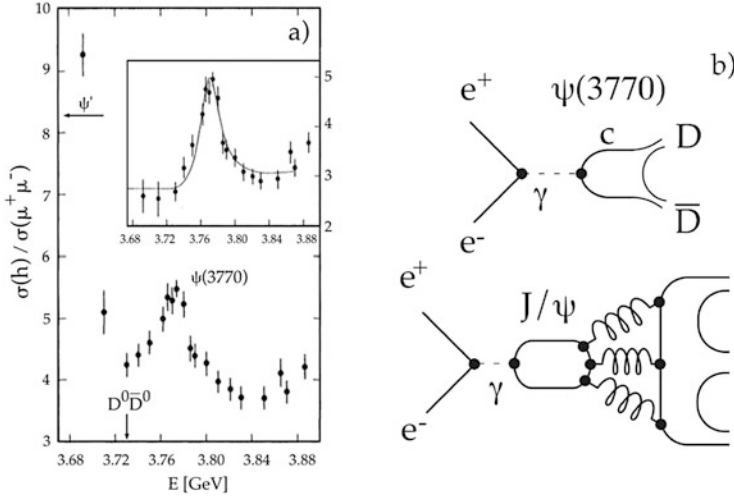 a)
10
9
8
7
6
5
4
3
σ(h) / σ(μ⁺μ⁻)
ψ'
5
4
3
2
3.68 3.72 3.76 3.80 3.84 3.88
ψ(3770)
D⁰D̅⁰
3.68 3.72 3.76 3.80 3.84 3.88
E [GeV]
b)
ψ(3770)
e⁺
c
D
γ
D̅
e⁻
e⁺
J/ψ
γ
e⁻